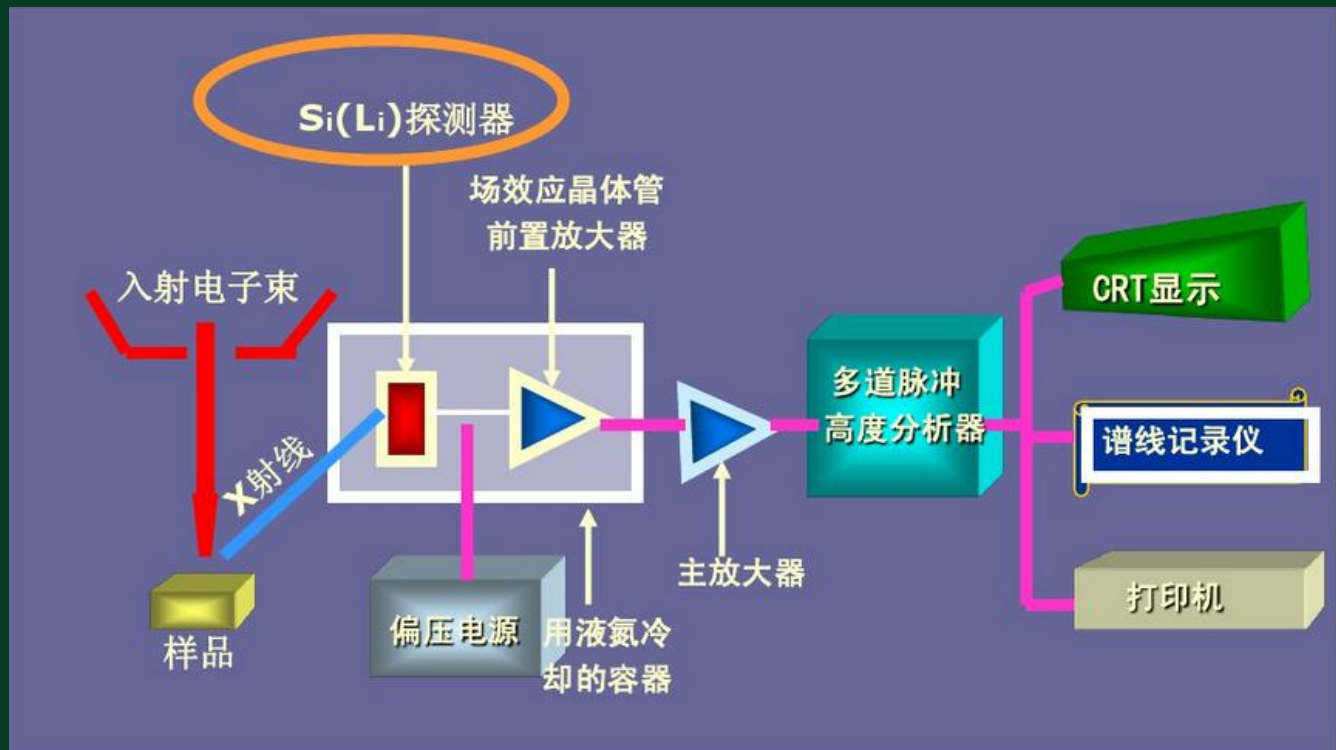 Si(Li)探测器
场效应晶体管
前置放大器
入射电子束
CRT显示
多道脉冲
高度分析器
谱线记录仪
X射线
主放大器
打印机
偏压电源
用液氮冷
却的容器
样品